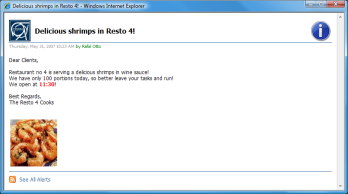 Delicious shrimps in Resto 4! - Windows Internet Explorer
Delicious shrimps in Resto 4!
Thursday, May 10, 2007 10:23 AM by Rafal Otto
Dear Clients,
Restaurant no 4 is serving a delicious shrimps in wine sauce!
We have only 100 portions today, so better leave your tasks and run!
We open at 11:30!
Best Regards,
The Resto 4 Cooks
See All Alerts